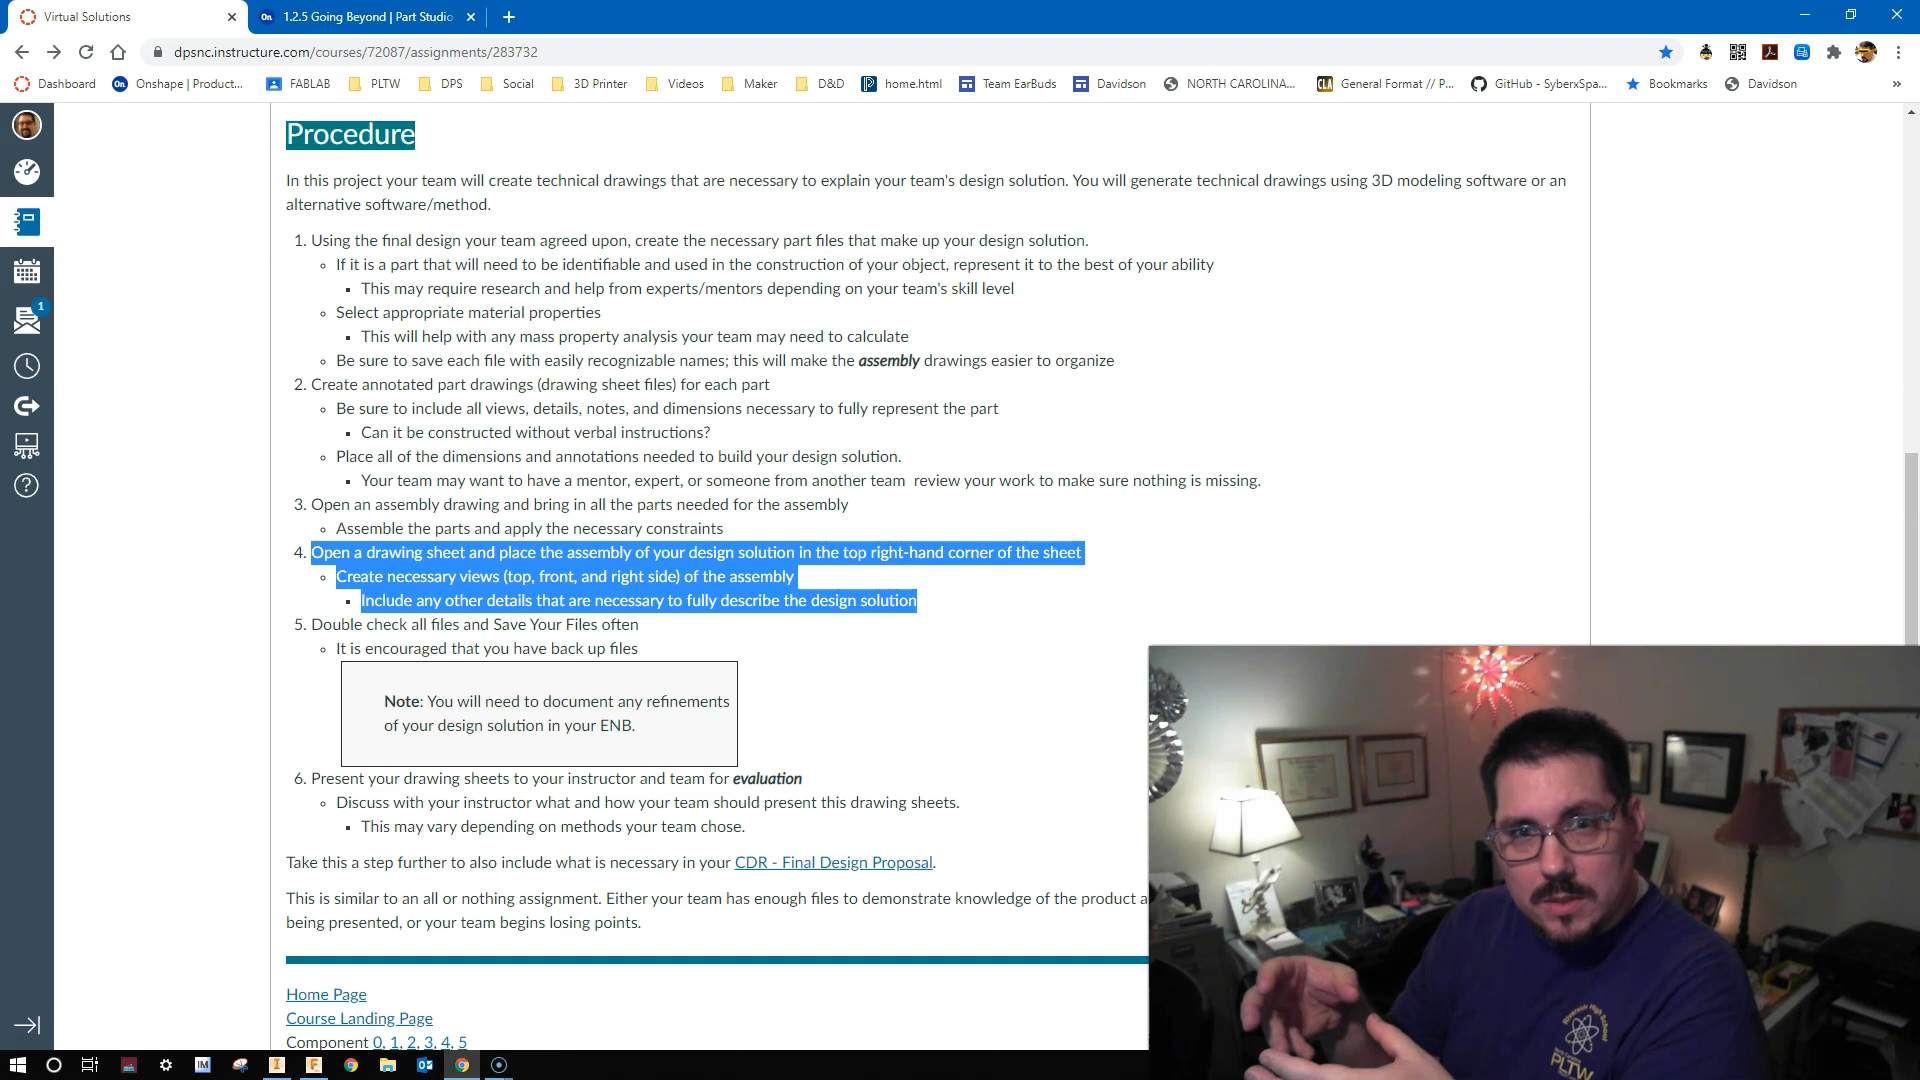 Virtual Solutions
1.2.5 Going Beyond | Part Studio
dpsnc.instructure.com/courses/72087/assignments/283732
Dashboard Onshape | Product... FABLAB PLTW DPS Social 3D Printer Videos Maker D&D home.html Team EarBuds Davidson NORTH CAROLINA... General Format // P... GitHub - SyberxSpa... Bookmarks Davidson
Procedure
In this project your team will create technical drawings that are necessary to explain your team's design solution. You will generate technical drawings using 3D modeling software or an
alternative software/method.
1. Using the final design your team agreed upon, create the necessary part files that make up your design solution.
If it is a part that will need to be identifiable and used in the construction of your object, represent it to the best of your ability
This may require research and help from experts/mentors depending on your team's skill level
Select appropriate material properties
1
This will help with any mass property analysis your team may need to calculate
Be sure to save each file with easily recognizable names; this will make the assembly drawings easier to organize
2. Create annotated part drawings (drawing sheet files) for each part
Be sure to include all views, details, notes, and dimensions necessary to fully represent the part
Can it be constructed without verbal instructions?
Place all of the dimensions and annotations needed to build your design solution.
Your team may want to have a mentor, expert, or someone from another team review your work to make sure nothing is missing.
3. Open an assembly drawing and bring in all the parts needed for the assembly
Assemble the parts and apply the necessary constraints
4. Open a drawing sheet and place the assembly of your design solution in the top right-hand corner of the sheet
Create necessary views (top, front, and right side) of the assembly
Include any other details that are necessary to fully describe the design solution
5. Double check all files and Save Your Files often
It is encouraged that you have back up files
Note: You will need to document any refinements
of your design solution in your ENB.
6. Present your drawing sheets to your instructor and team for evaluation
Discuss with your instructor what and how your team should present this drawing sheets.
This may vary depending on methods your team chose.
Take this a step further to also include what is necessary in your CDR - Final Design Proposal.
This is similar to an all or nothing assignment. Either your team has enough files to demonstrate knowledge of the product a
being presented, or your team begins losing points.
Home Page
Course Landing Page
Component 0, 1, 2, 3, 4, 5
Riverside High School
PLTW